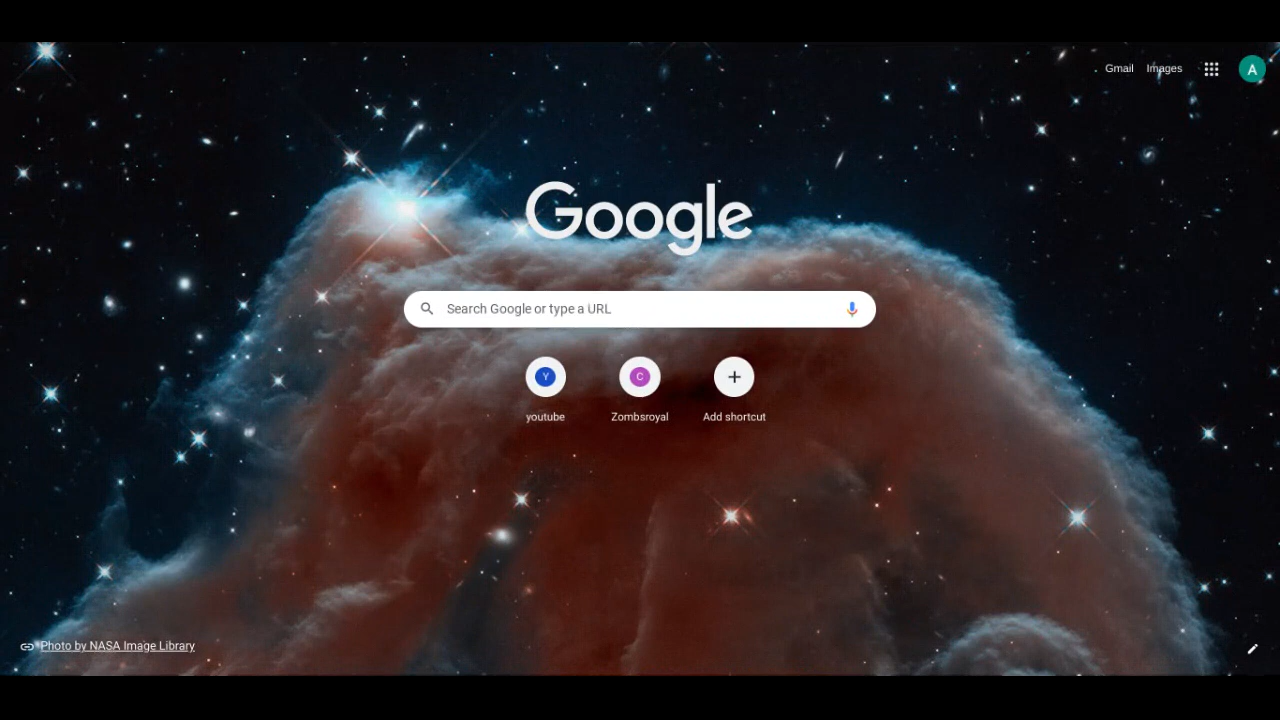 Gmail Images A
Google
Search Google or type a URL
Y C
youtube Zombsroyal Add shortcut
Photo by NASA Image Library